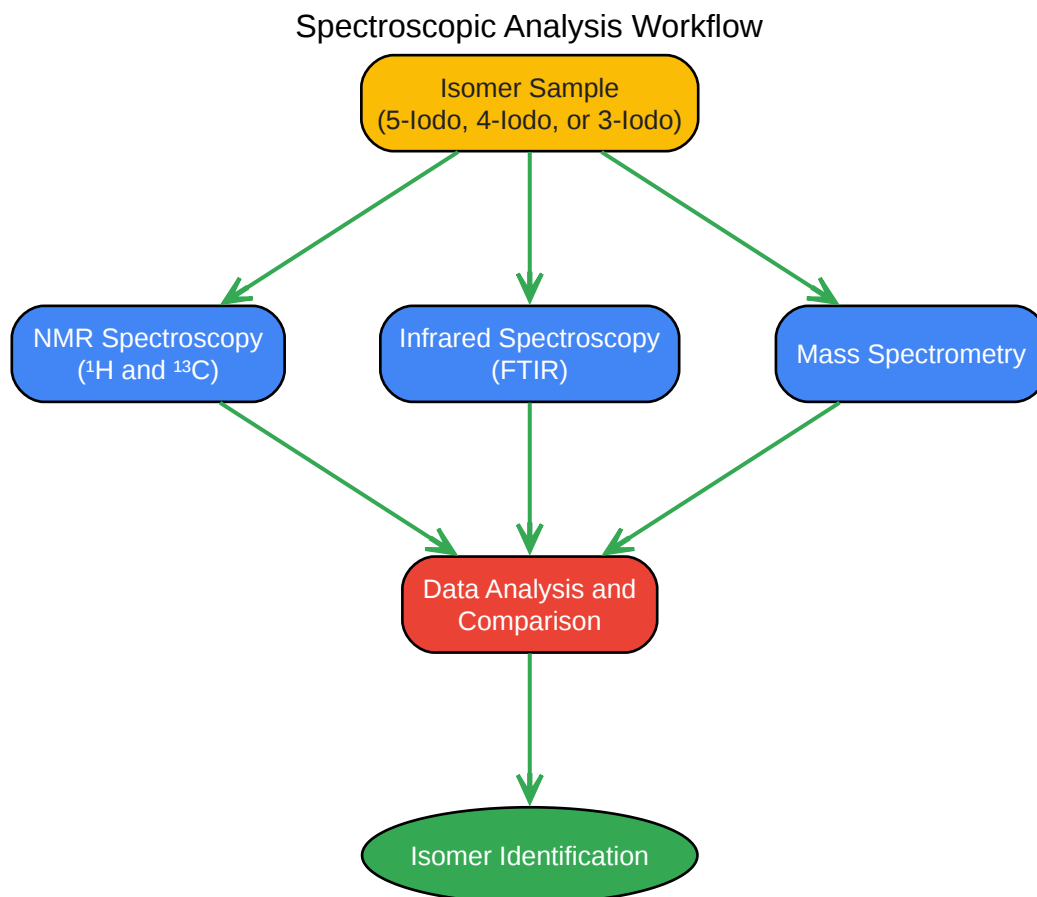 Spectroscopic Analysis Workflow
Isomer Sample
(5-Iodo, 4-Iodo, or 3-Iodo)
NMR Spectroscopy
(¹H and ¹³C)
Infrared Spectroscopy
(FTIR)
Mass Spectrometry
Data Analysis and
Comparison
Isomer Identification